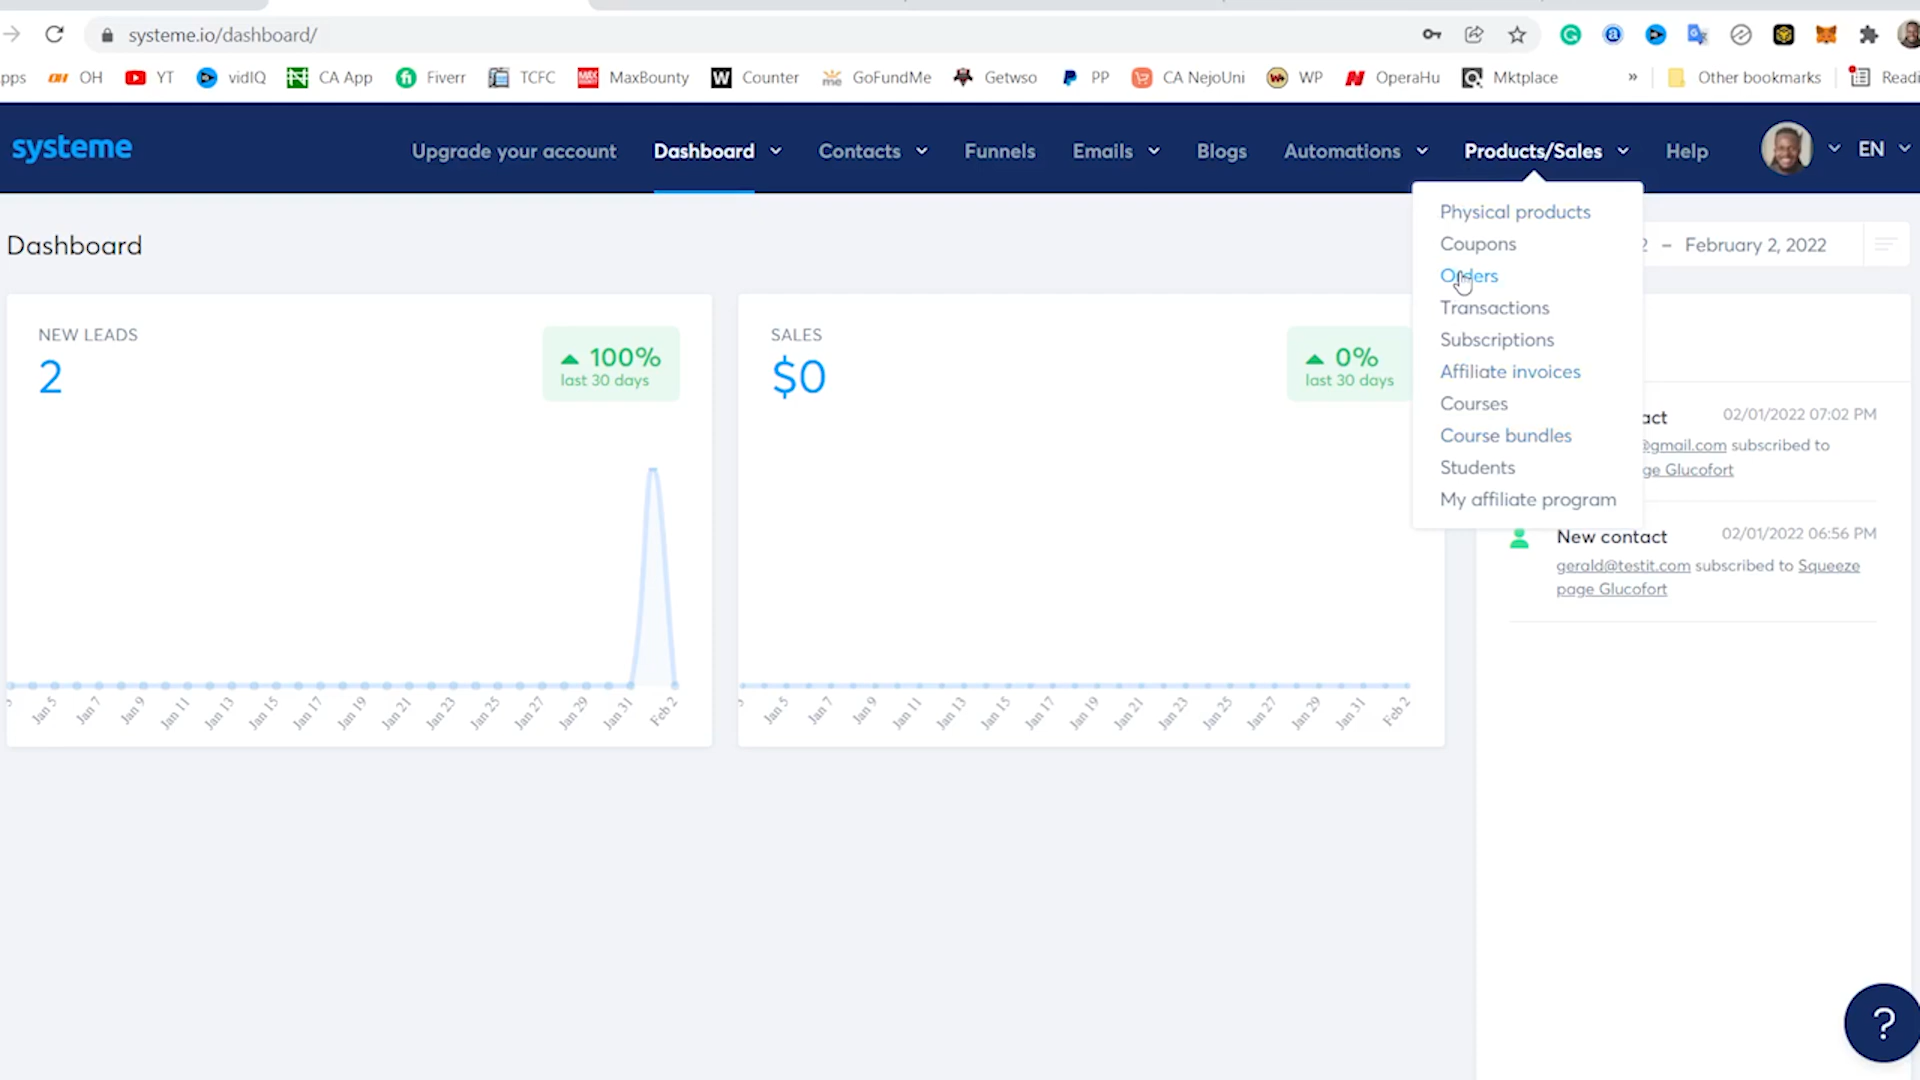 systeme.io/dashboard/
pps OH YT vidIQ CA App Fiverr TCFC MaxBounty Counter GoFundMe Getwso PP CA NejoUni WP OperaHu Mktplace » Other bookmarks Readi
systeme
Upgrade your account Dashboard Contacts Funnels Emails Blogs Automations Products/Sales Help EN
Physical products
Coupons
Orders
Transactions
Subscriptions
Affiliate invoices
Courses
Course bundles
Students
My affiliate program
Dashboard
2 – February 2, 2022
NEW LEADS
2
100%
last 30 days
Jan 5 Jan 7 Jan 9 Jan 11 Jan 13 Jan 15 Jan 17 Jan 19 Jan 21 Jan 23 Jan 25 Jan 27 Jan 29 Jan 31 Feb 2
SALES
$0
0%
last 30 days
Jan 5 Jan 7 Jan 9 Jan 11 Jan 13 Jan 15 Jan 17 Jan 19 Jan 21 Jan 23 Jan 25 Jan 27 Jan 29 Jan 31 Feb 2
act 02/01/2022 07:02 PM
@gmail.com subscribed to
ge Glucofort
New contact 02/01/2022 06:56 PM
gerald@testit.com subscribed to Squeeze
page Glucofort
?